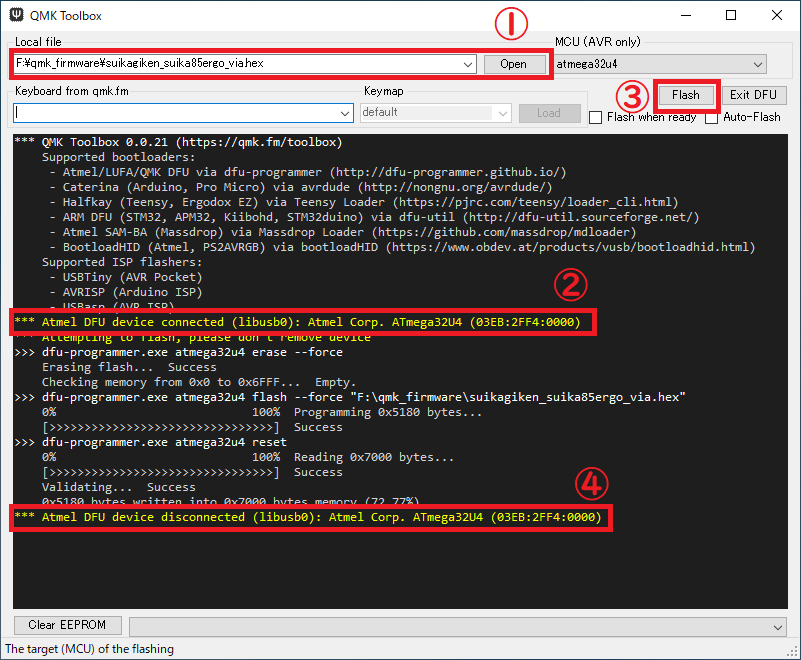 QMK Toolbox
①
Local file
MCU (AVR only)
F:¥qmk_firmware¥suikagiken_suika85ergo_via.hex
Open
atmega32u4
③
Keyboard from qmk.fm
Keymap
Flash
Exit DFU
default
Load
Flash when ready
Auto-Flash
*** QMK Toolbox 0.0.21 (https://qmk.fm/toolbox)
Supported bootloaders:
- Atmel/LUFA/QMK DFU via dfu-programmer (http://dfu-programmer.github.io/)
- Caterina (Arduino, Pro Micro) via avrdude (http://nongnu.org/avrdude/)
- Halfkay (Teensy, Ergodox EZ) via Teensy Loader (https://pjrc.com/teensy/loader_cli.html)
- ARM DFU (STM32, APM32, Kiibohd, STM32duino) via dfu-util (http://dfu-util.sourceforge.net/)
- Atmel SAM-BA (Massdrop) via Massdrop Loader (https://github.com/massdrop/mdloader)
- BootloadHID (Atmel, PS2AVRGB) via bootloadHID (https://www.obdev.at/products/vusb/bootloadhid.html)
Supported ISP flashers:
- USBTiny (AVR Pocket)
- AVRISP (Arduino ISP)
- USBasp (AVR ISP)
②
*** Atmel DFU device connected (libusb0): Atmel Corp. ATmega32U4 (03EB:2FF4:0000)
*** Attempting to flash, please don't remove device
>>> dfu-programmer.exe atmega32u4 erase --force
Erasing flash... Success
Checking memory from 0x0 to 0x6FFF... Empty.
>>> dfu-programmer.exe atmega32u4 flash --force "F:\qmk_firmware\suikagiken_suika85ergo_via.hex"
0% 100% Programming 0x5180 bytes...
[>>>>>>>>>>>>>>>>>>>>>>>>>>>>>>>>] Success
>>> dfu-programmer.exe atmega32u4 reset
0% 100% Reading 0x7000 bytes...
[>>>>>>>>>>>>>>>>>>>>>>>>>>>>>>>>] Success
Validating... Success
0x5180 bytes written into 0x7000 bytes memory (72.77%)
④
*** Atmel DFU device disconnected (libusb0): Atmel Corp. ATmega32U4 (03EB:2FF4:0000)
Clear EEPROM
The target (MCU) of the flashing